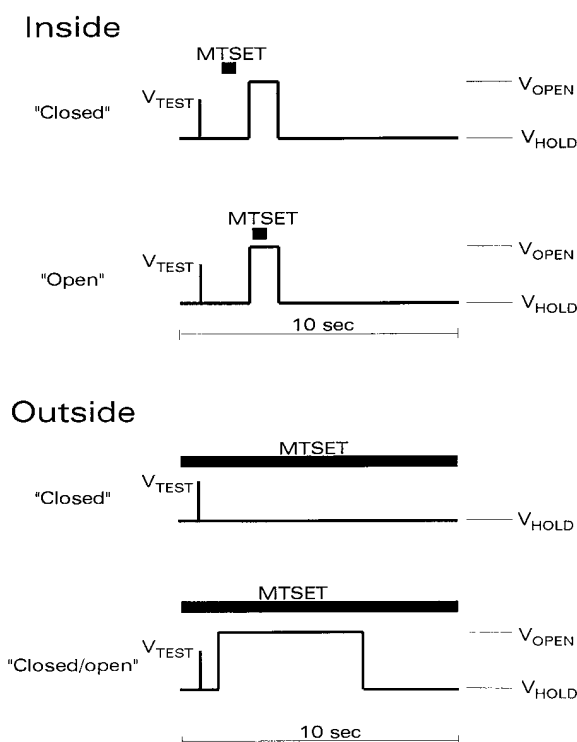 Inside
MTSET
"Closed" VTEST VOPEN
VHOLD
MTSET
"Open" VTEST VOPEN
VHOLD
10 sec
Outside
MTSET
"Closed" VTEST
VHOLD
MTSET
"Closed/open" VTEST VOPEN
VHOLD
10 sec